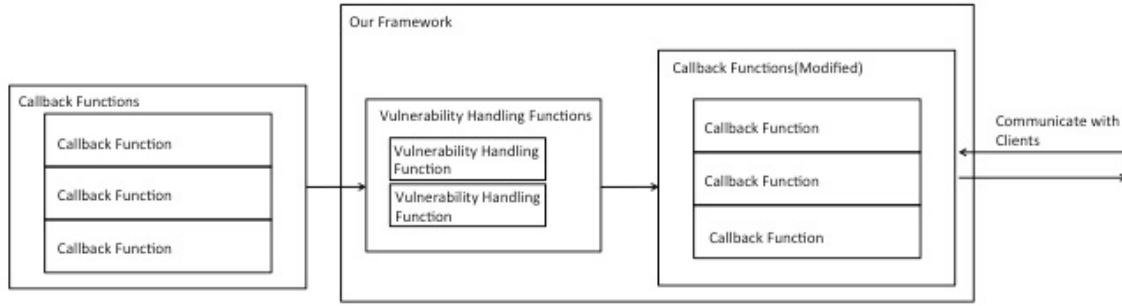 Our Framework
Callback Functions
Callback Function
Callback Function
Callback Function
Vulnerability Handling Functions
Vulnerability Handling
Function
Vulnerability Handling
Function
Callback Functions(Modified)
Callback Function
Callback Function
Callback Function
Communicate with
Clients